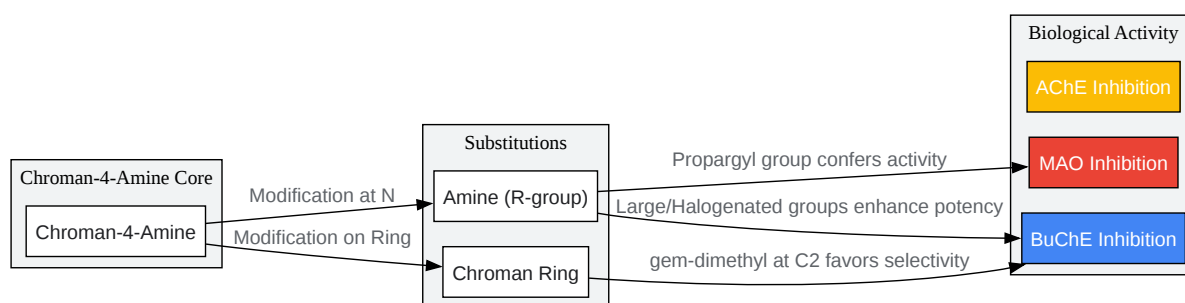 Chroman-4-Amine Core
Chroman-4-Amine
Modification at N
Modification on Ring
Substitutions
Amine (R-group)
Chroman Ring
Propargyl group confers activity
Large/Halogenated groups enhance potency
gem-dimethyl at C2 favors selectivity
Biological Activity
AChE Inhibition
MAO Inhibition
BuChE Inhibition